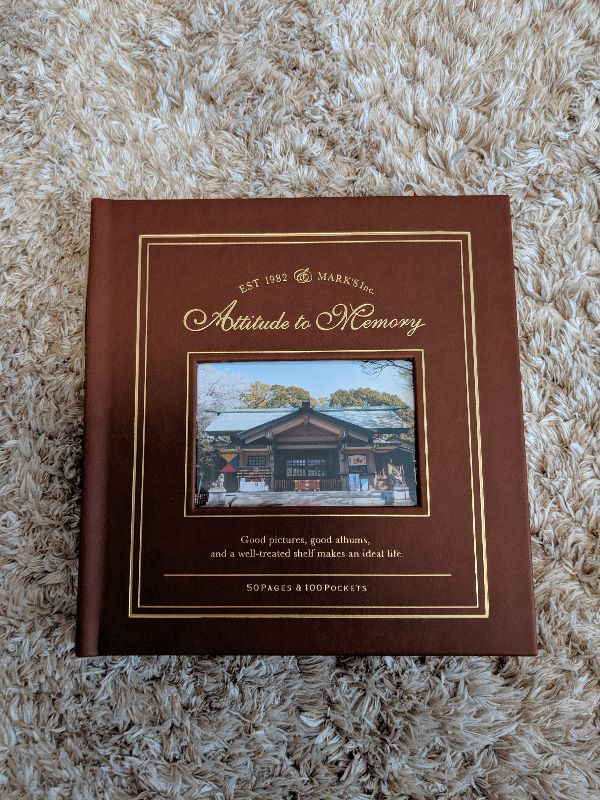 EST 1982 MARK'S Inc.
Attitude to Memory
Good pictures, good albums,
and a well-treated shelf makes an ideal life.
50 PAGES & 100 POCKETS